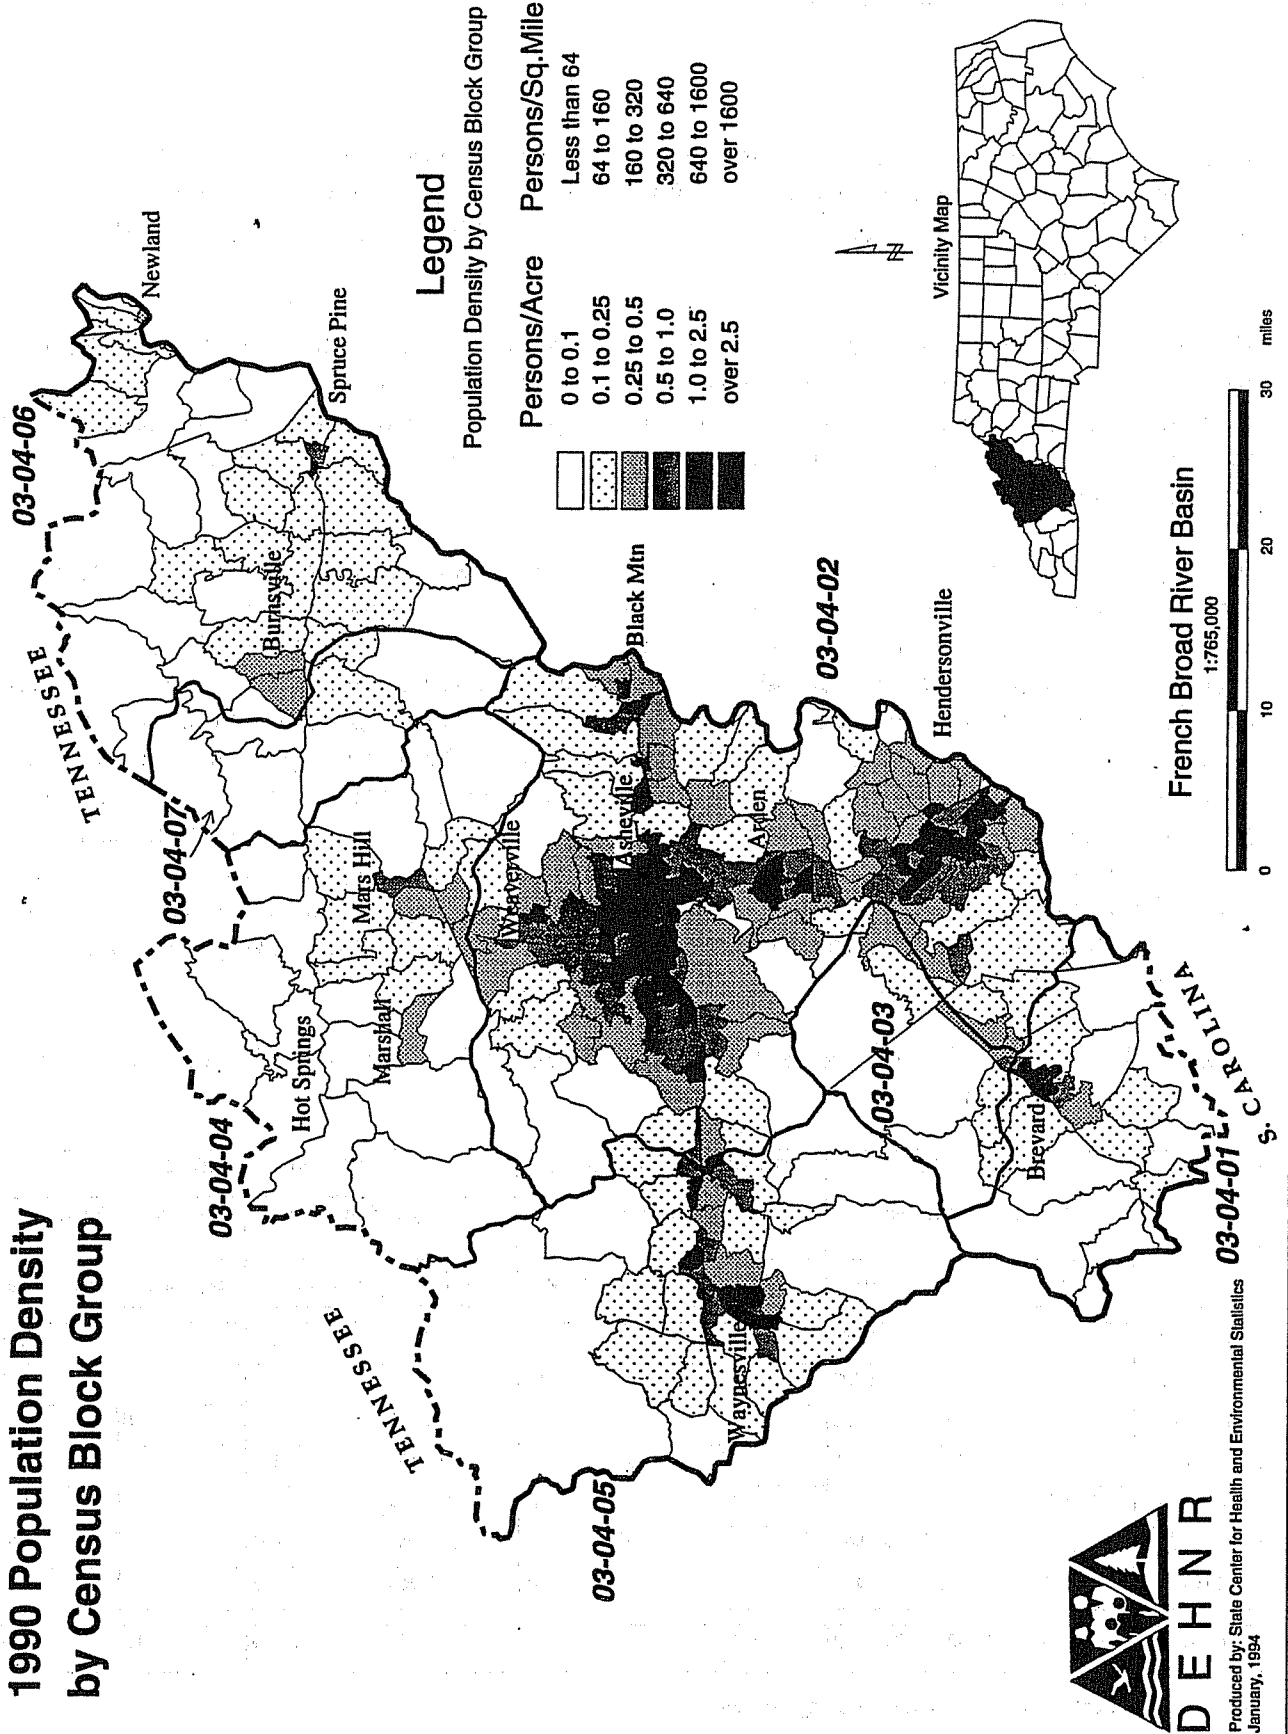 1990 Population Density
by Census Block Group
TENNESSEE
TENNESSEE
S. CAROLINA
03-04-06
03-04-07
03-04-04
03-04-05
03-04-02
03-04-03
03-04-01
Newland
Spruce Pine
Burnsville
Mars Hill
Marshall
Hot Springs
Weaverville
Black Mtn
Asheville
Arden
Hendersonville
Waynesville
Brevard
Legend
Population Density by Census Block Group
Persons/Acre Persons/Sq.Mile
0 to 0.1 Less than 64
0.1 to 0.25 64 to 160
0.25 to 0.5 160 to 320
0.5 to 1.0 320 to 640
1.0 to 2.5 640 to 1600
over 2.5 over 1600
N
Vicinity Map
French Broad River Basin
1:765,000
0 10 20 30 miles
DEHNR
Produced by: State Center for Health and Environmental Statistics
January, 1994